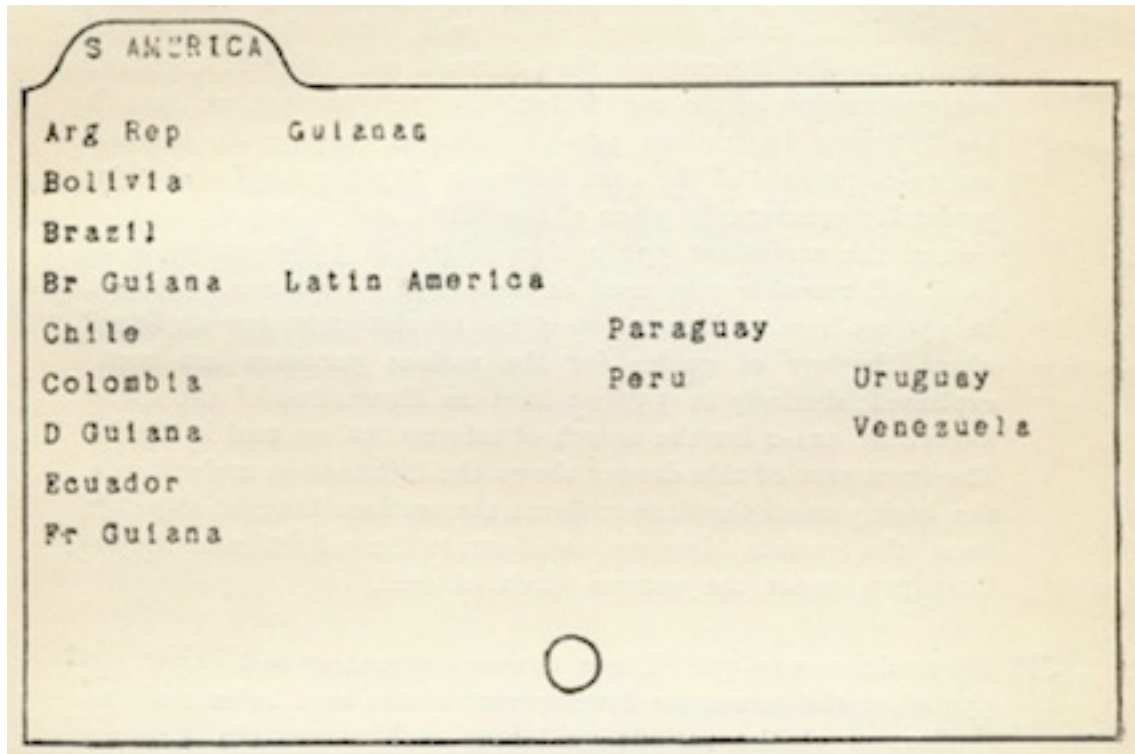 S AMERICA
Arg Rep Guianas
Bolivia
Brazil
Br Guiana Latin America
Chile Paraguay
Colombia Peru Uruguay
D Guiana Venezuela
Ecuador
Fr Guiana